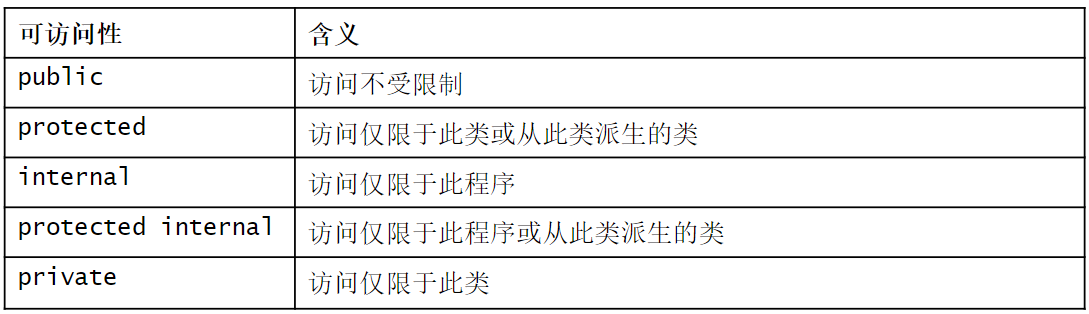 可访问性 含义
public 访问不受限制
protected 访问仅限于此类或从此类派生的类
internal 访问仅限于此程序
protected internal 访问仅限于此程序或从此类派生的类
private 访问仅限于此类